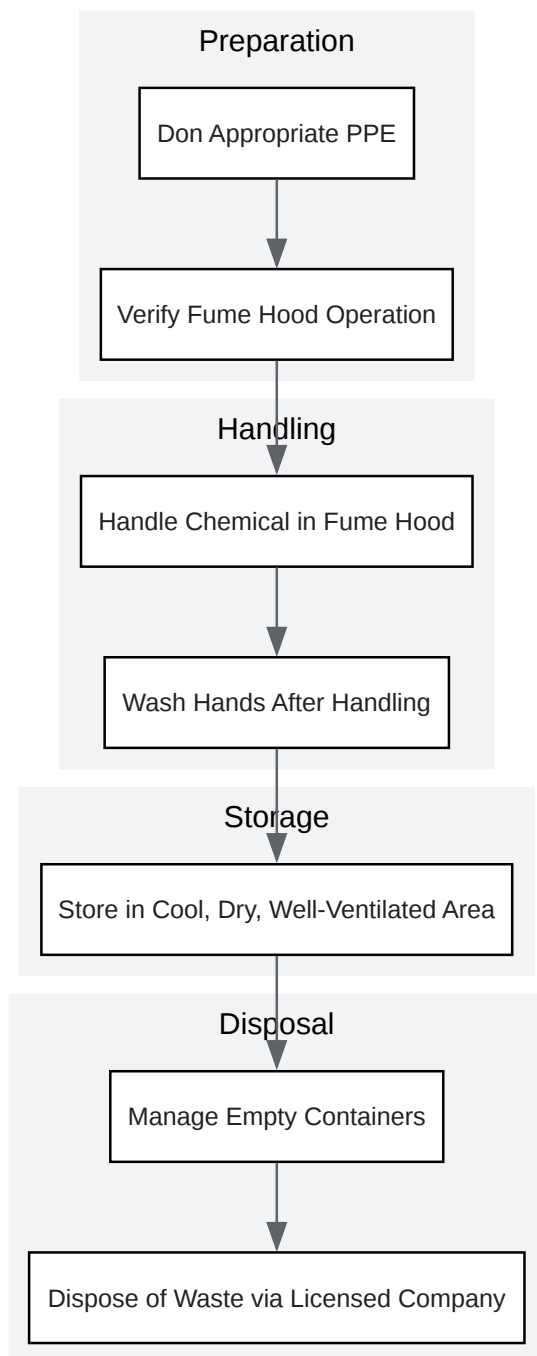 Preparation
Don Appropriate PPE
Verify Fume Hood Operation
Handling
Handle Chemical in Fume Hood
Wash Hands After Handling
Storage
Store in Cool, Dry, Well-Ventilated Area
Disposal
Manage Empty Containers
Dispose of Waste via Licensed Company